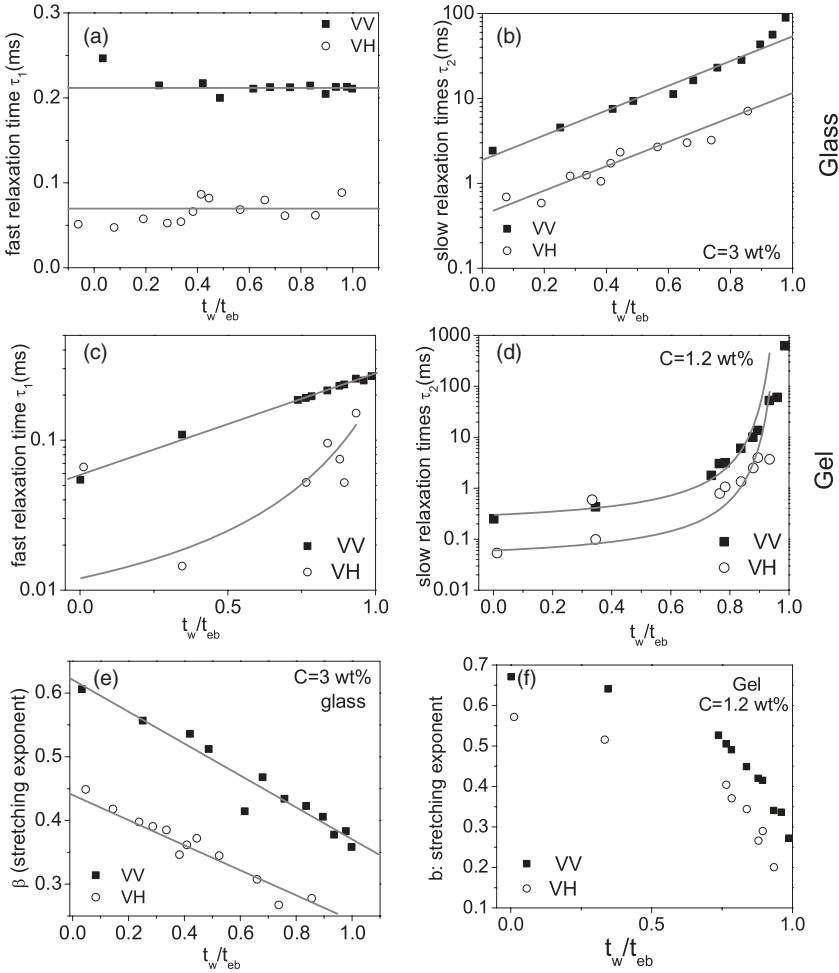 (a)
VV
VH
fast relaxation time τ1(ms)
0.3
0.2
0.1
0.0
0.0 0.2 0.4 0.6 0.8 1.0
tw/teb
(b)
slow relaxation times τ2(ms)
100
10
1
0.1
VV
VH
C=3 wt%
0.0 0.2 0.4 0.6 0.8 1.0
tw/teb
Glass
(c)
fast relaxation time τ1(ms)
0.1
0.01
VV
VH
0.0 0.5 1.0
tw/teb
(d)
C=1.2 wt%
slow relaxation times τ2(ms)
1000
100
10
1
0.1
0.01
VV
VH
0.0 0.2 0.4 0.6 0.8 1.0
tw/teb
Gel
(e)
C=3 wt%
glass
β (stretching exponent)
0.6
0.5
0.4
0.3
VV
VH
0.0 0.2 0.4 0.6 0.8 1.0
tw/teb
(f)
Gel
C=1.2 wt%
b: stretching exponent
0.7
0.6
0.5
0.4
0.3
0.2
0.1
VV
VH
0.0 0.5 1.0
tw/teb